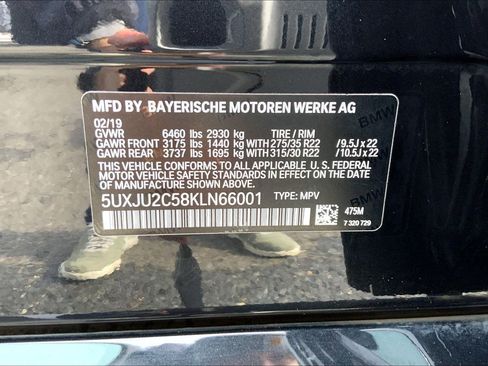 MFD BY BAYERISCHE MOTOREN WERKE AG
02/19
GVWR 6460 lbs 2930 kg TIRE / RIM
GAWR FRONT 3175 lbs 1440 kg WITH 275/35 R22 /9.5J x 22
GAWR REAR 3737 lbs 1695 kg WITH 315/30 R22 /10.5J x 22
THIS VEHICLE CONFORMS TO ALL APPLICABLE U. S. FEDERAL
MOTOR VEHICLE SAFETY AND THEFT PREVENTION STANDARDS
IN EFFECT ON THE DATE OF MANUFACTURE SHOWN ABOVE.
5UXJU2C58KLN66001 TYPE: MPV
475M
7 320 729